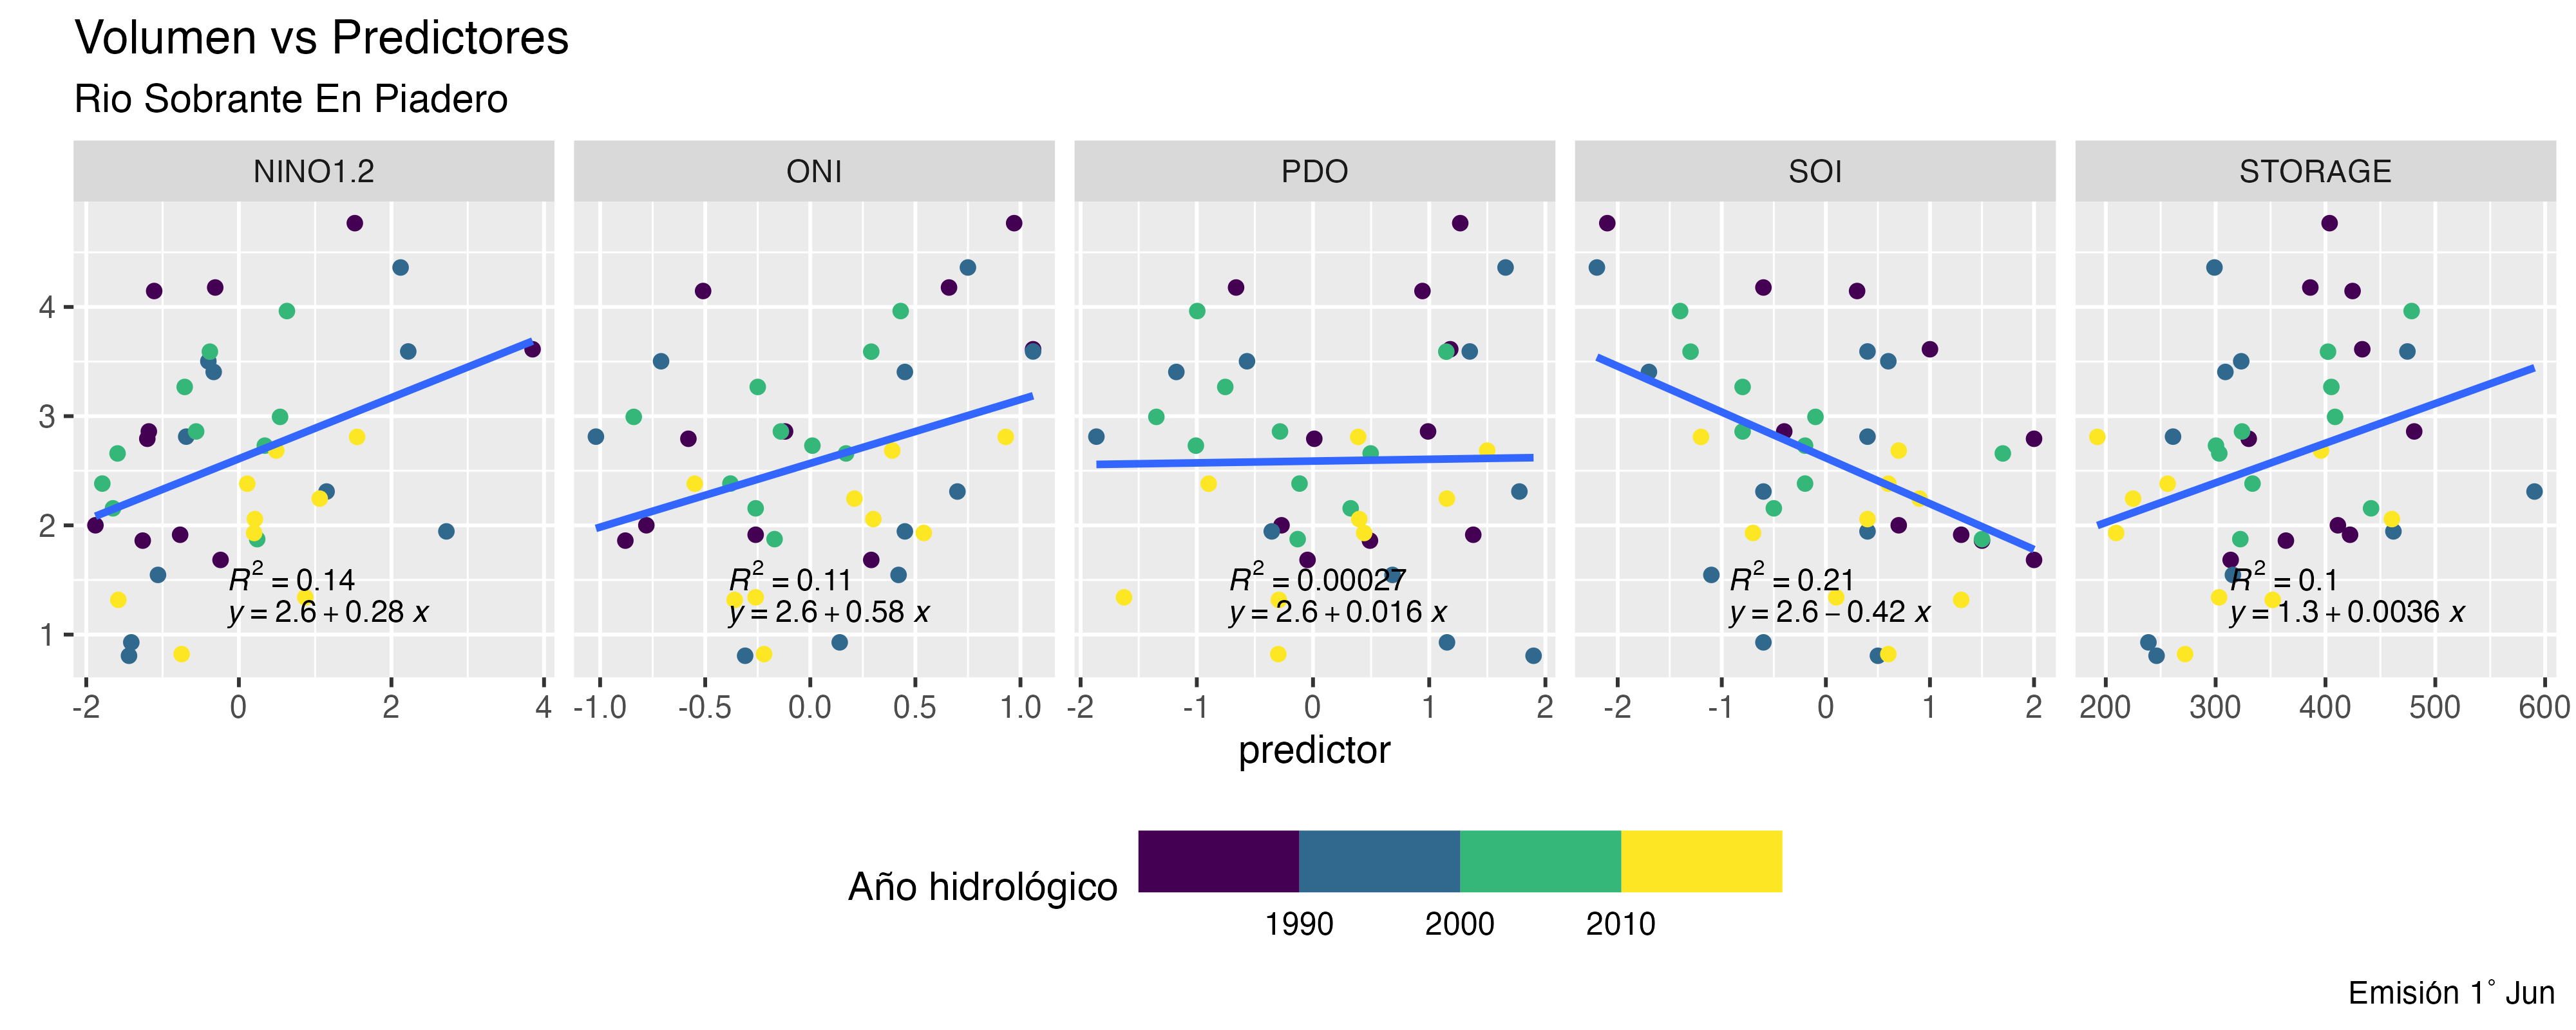 Volumen vs Predictores
Rio Sobrante En Piadero
NINO1.2 ONI PDO SOI STORAGE
4
3
2
1
R² = 0.14 R² = 0.11 R² = 0.00027 R² = 0.21 R² = 0.1
y = 2.6 + 0.28 x y = 2.6 + 0.58 x y = 2.6 + 0.016 x y = 2.6 − 0.42 x y = 1.3 + 0.0036 x
-2 0 2 4 -1.0 -0.5 0.0 0.5 1.0 -2 -1 0 1 2 -2 -1 0 1 2 200 300 400 500 600
predictor
Año hidrológico
1990 2000 2010
Emisión 1° Jun